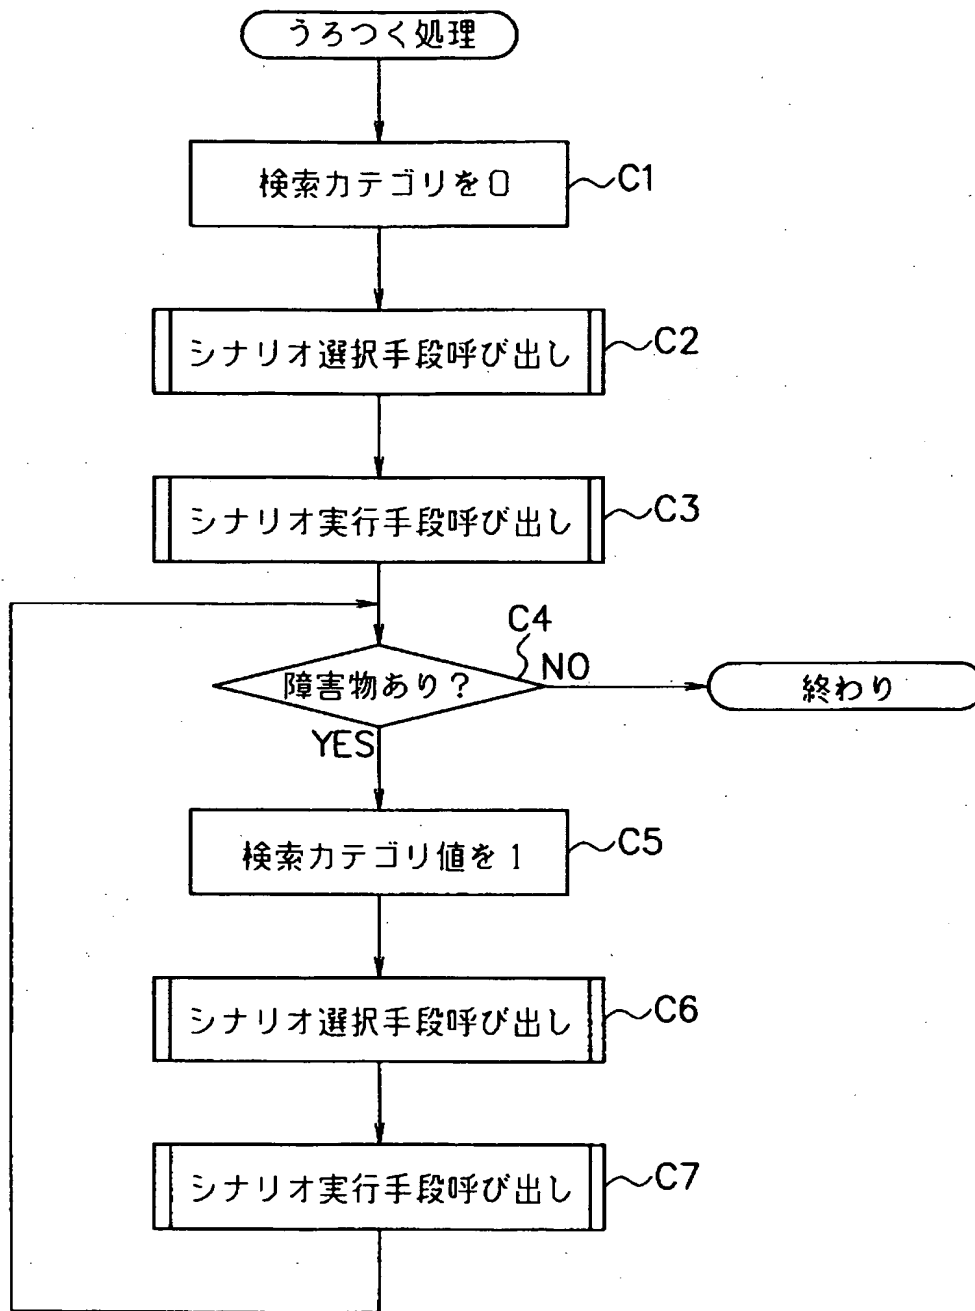 うろつく処理
検索カテゴリを0
C1
シナリオ選択手段呼び出し
C2
シナリオ実行手段呼び出し
C3
C4
障害物あり？
NO
終わり
YES
検索カテゴリ値を1
C5
シナリオ選択手段呼び出し
C6
シナリオ実行手段呼び出し
C7